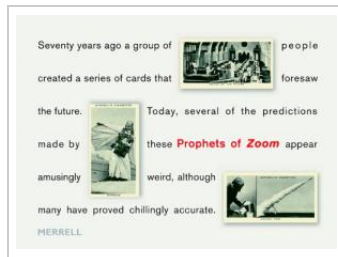 Seventy years ago a group of people
created a series of cards that foresaw
the future. Today, several of the predictions
made by these Prophets of Zoom appear
amusingly weird, although
many have proved chillingly accurate.
MERRELL